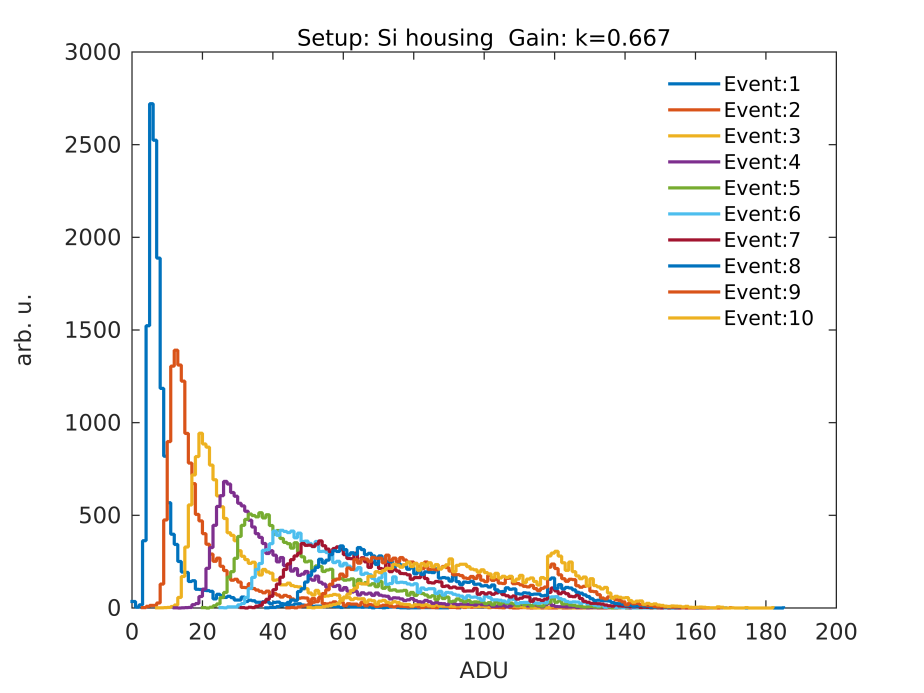 Setup: Si housing  Gain: k=0.667
3000
2500
2000
1500
1000
500
0
arb. u.
Event:1
Event:2
Event:3
Event:4
Event:5
Event:6
Event:7
Event:8
Event:9
Event:10
0 20 40 60 80 100 120 140 160 180 200
ADU